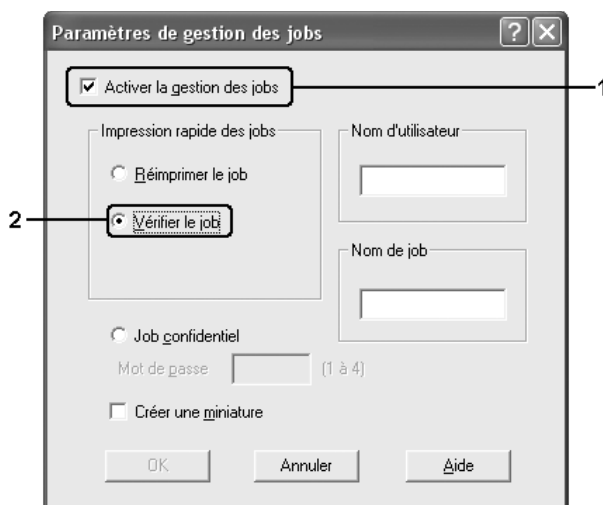 Paramètres de gestion des jobs
Activer la gestion des jobs
1
Impression rapide des jobs
Réimprimer le job
2
Vérifier le job
Nom d'utilisateur
Nom de job
Job confidentiel
Mot de passe
(1 à 4)
Créer une miniature
OK
Annuler
Aide